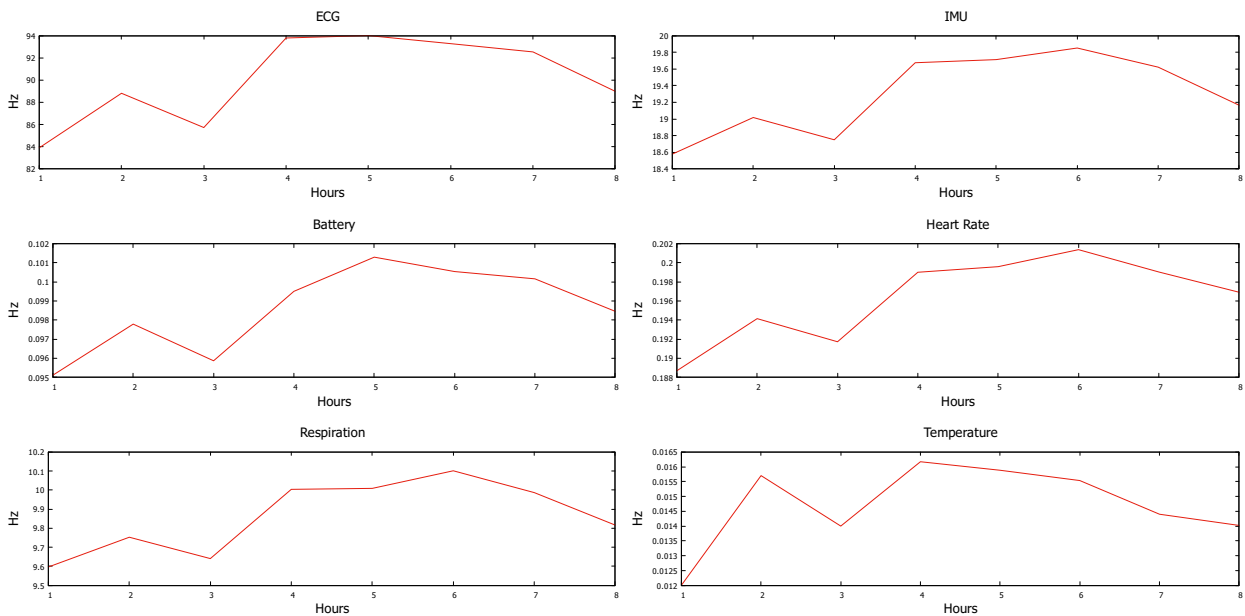 ECG
94
92
90
88
86
84
82
Hz
1 2 3 4 5 6 7 8
Hours
IMU
20
19.8
19.6
19.4
19.2
19
18.8
18.6
18.4
Hz
1 2 3 4 5 6 7 8
Hours
Battery
0.102
0.101
0.1
0.099
0.098
0.097
0.096
0.095
Hz
1 2 3 4 5 6 7 8
Hours
Heart Rate
0.202
0.2
0.198
0.196
0.194
0.192
0.19
0.188
Hz
1 2 3 4 5 6 7 8
Hours
Respiration
10.2
10.1
10
9.9
9.8
9.7
9.6
9.5
Hz
1 2 3 4 5 6 7 8
Hours
Temperature
0.0165
0.016
0.0155
0.015
0.0145
0.014
0.0135
0.013
0.0125
0.012
Hz
1 2 3 4 5 6 7 8
Hours